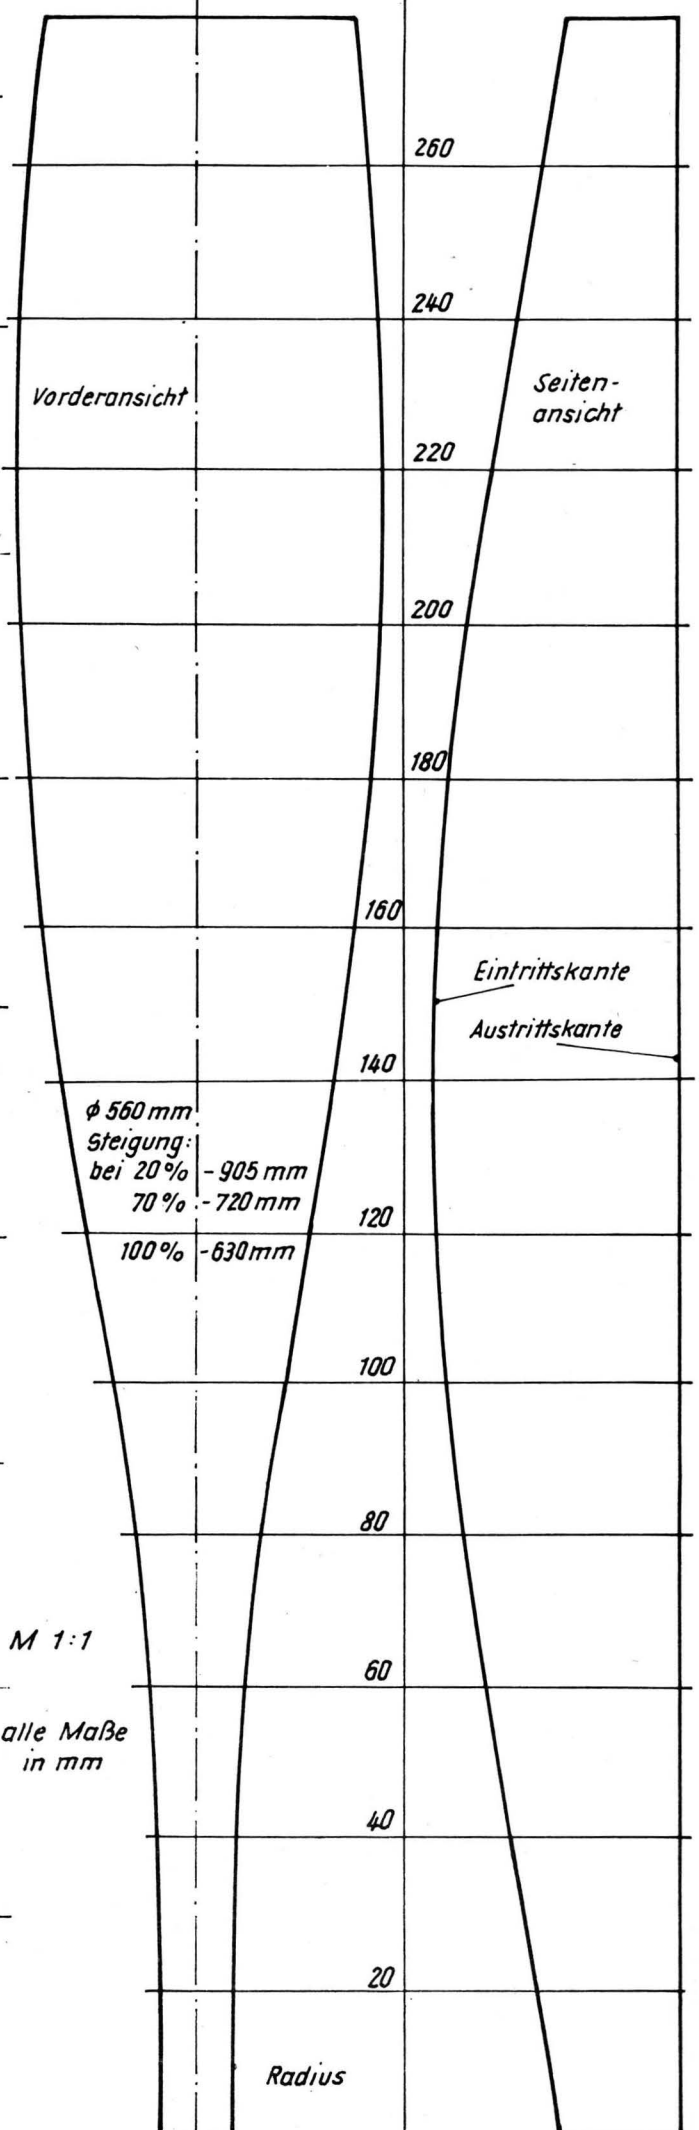 260
240
Vorderansicht
Seiten-
ansicht
220
200
180
160
Eintrittskante
Austrittskante
140
ϕ 560 mm
Steigung:
bei 20% - 905 mm
70% - 720 mm
120
100% - 630 mm
100
80
M 1:1
60
alle Maße
in mm
40
20
Radius